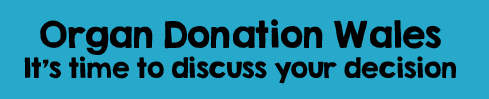 Organ Donation Wales
It's time to discuss your decision